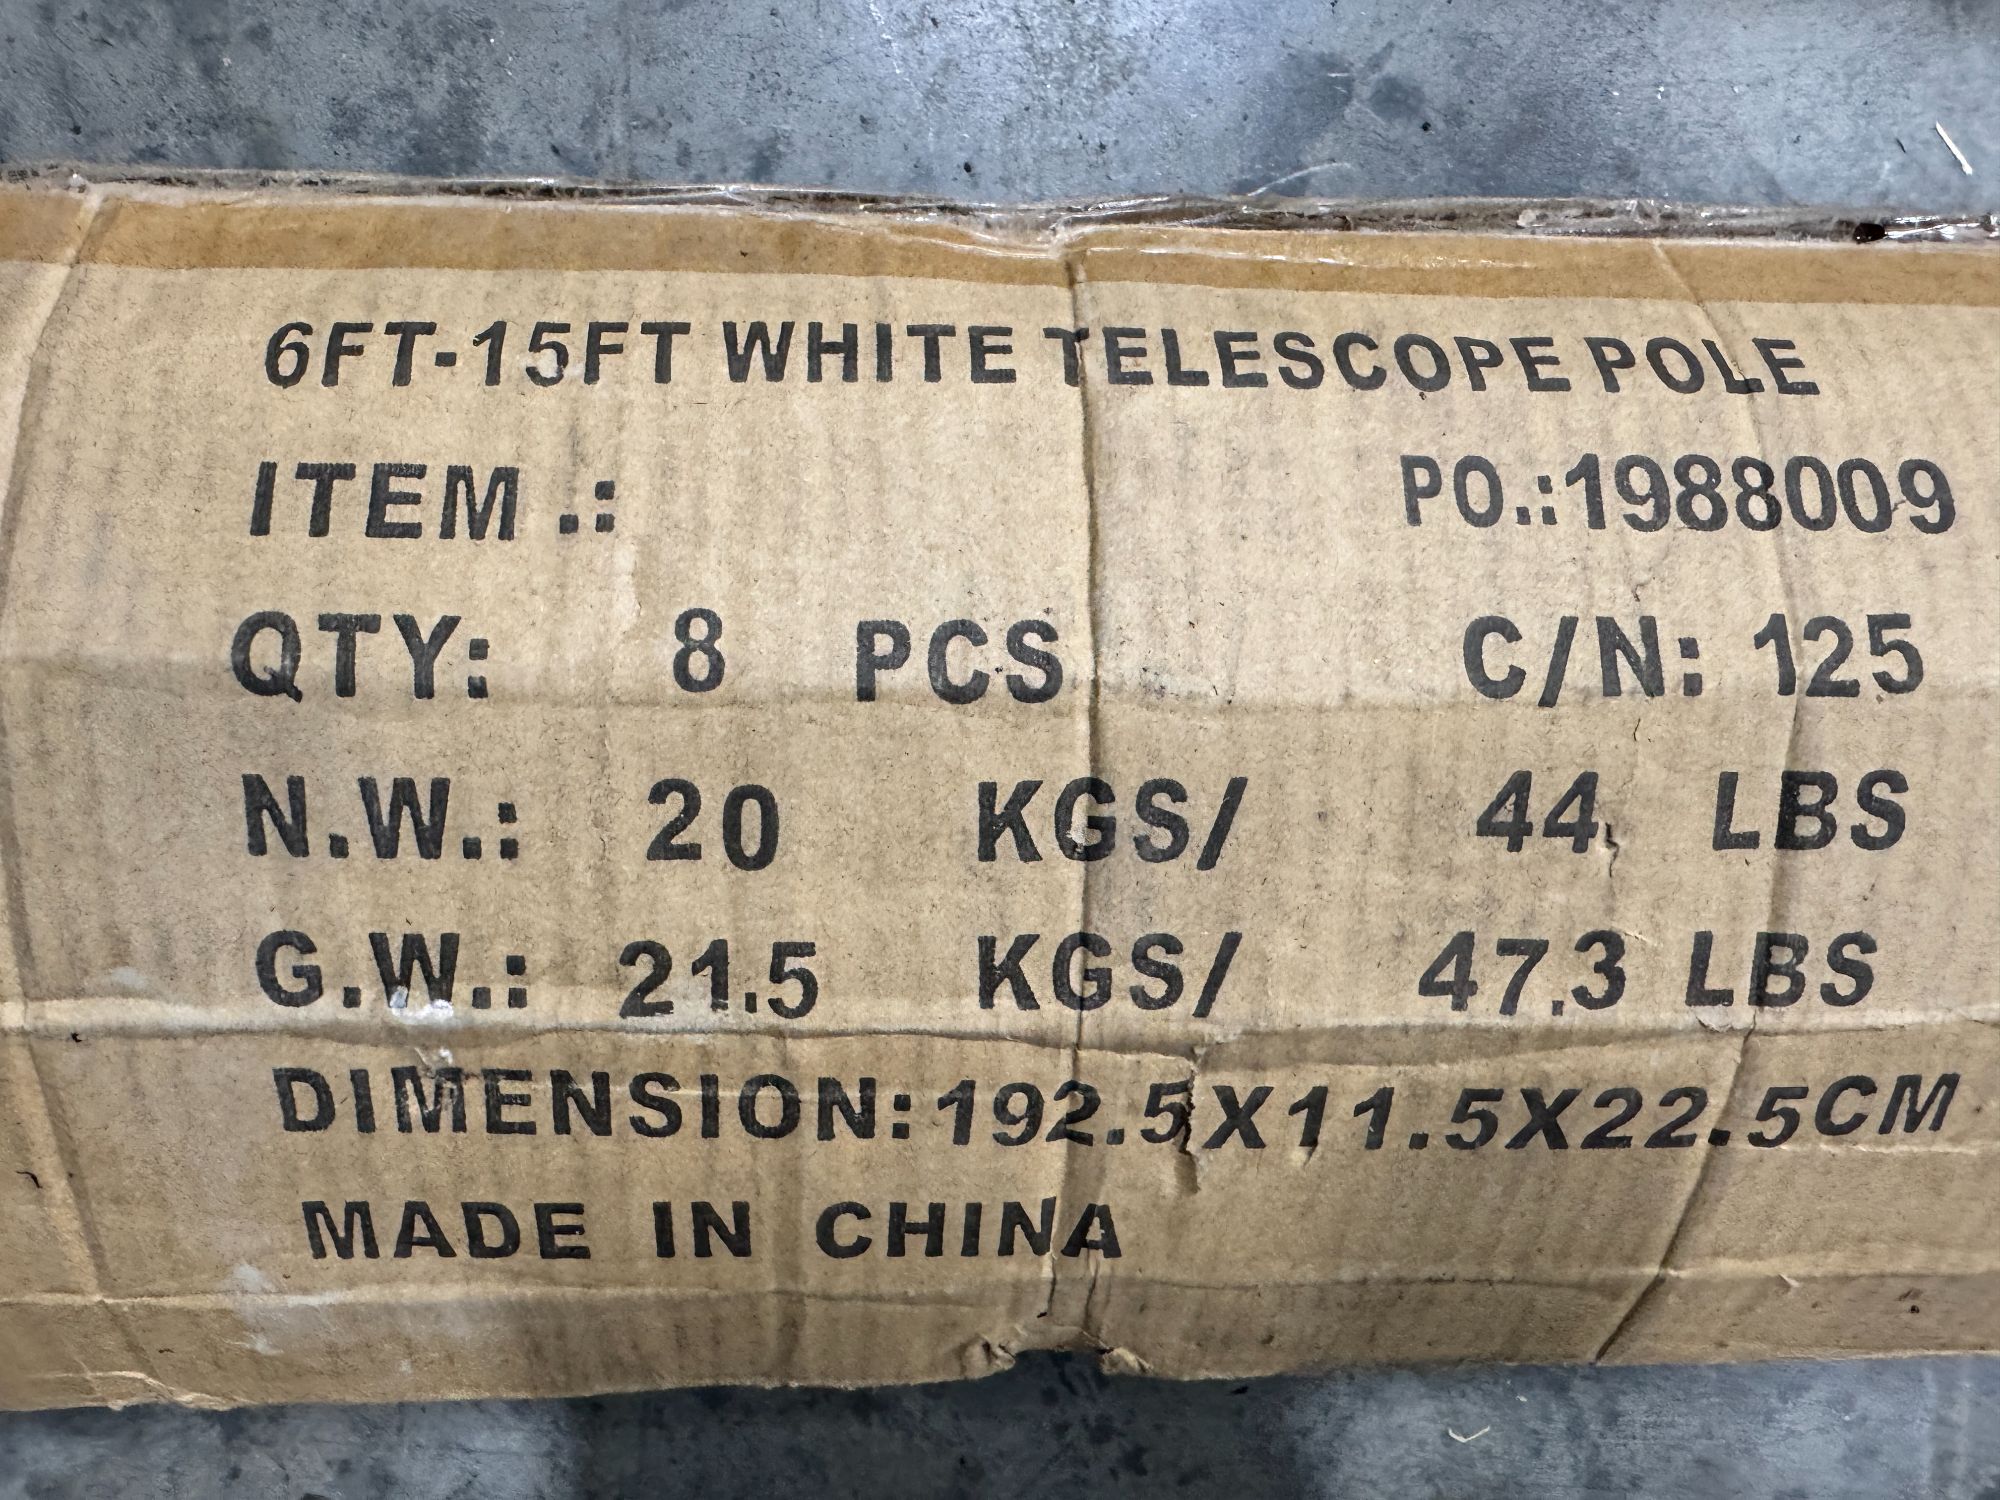 6FT-15FT WHITE TELESCOPE POLE
ITEM .: PO.:1988009
QTY: 8 PCS C/N: 125
N.W.: 20 KGS/ 44 LBS
G.W.: 21.5 KGS/ 47.3 LBS
DIMENSION:192.5X11.5X22.5CM
MADE IN CHINA